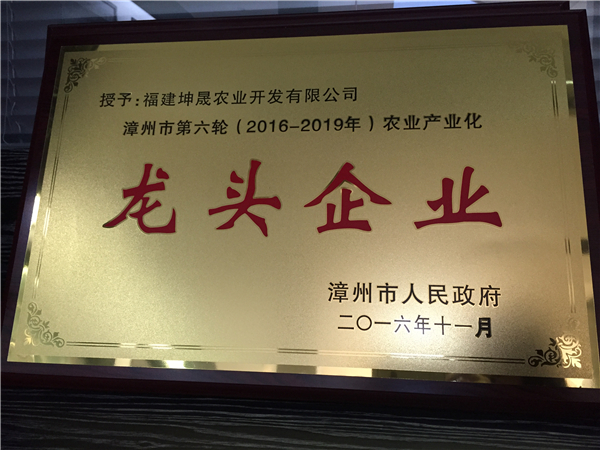 授予：福建坤晟农业开发有限公司
漳州市第六轮（2016-2019年）农业产业化
龙头企业
漳州市人民政府
二〇一六年十一月